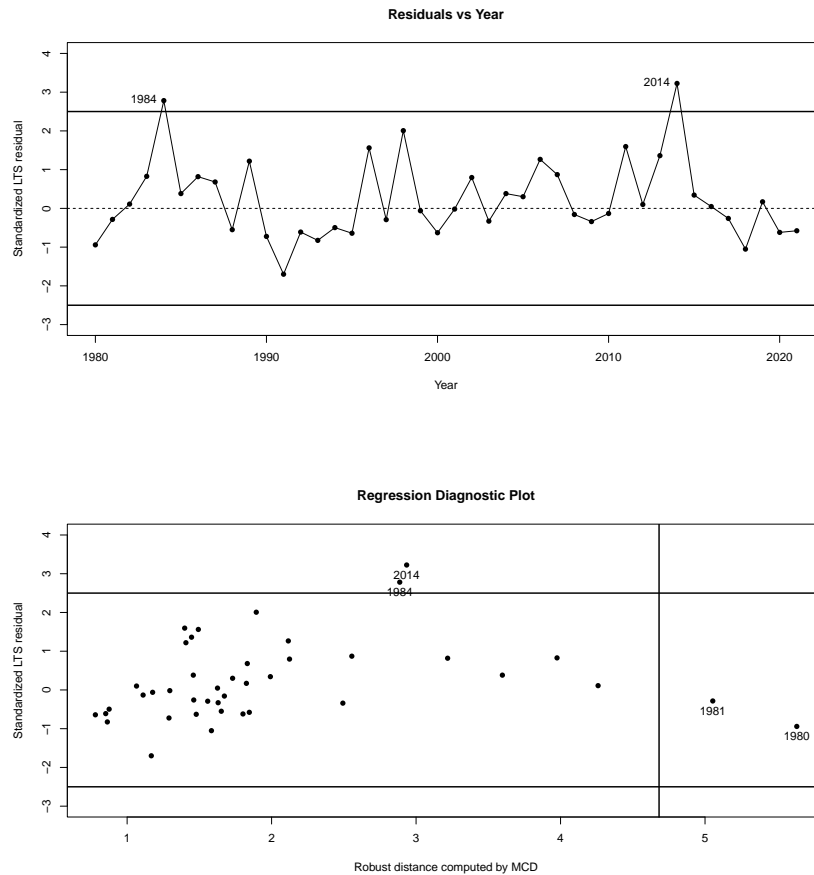 Residuals vs Year
Standardized LTS residual
4
3
2
1
0
−1
−2
−3
1984
2014
1980 1990 2000 2010 2020
Year
Regression Diagnostic Plot
Standardized LTS residual
4
3
2
1
0
−1
−2
−3
2014
1984
1981
1980
1 2 3 4 5
Robust distance computed by MCD